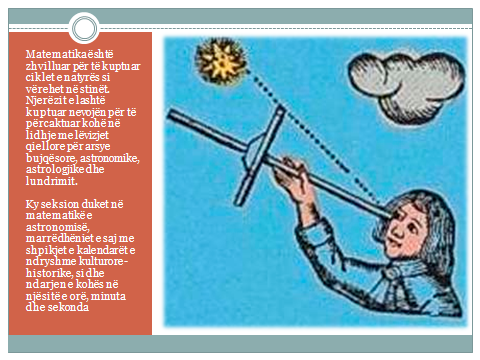 Matematika është
zhvilluar për të kuptuar
ciklet e natyrës si
vërehet në stinët.
Njerëzit e lashtë
kuptuar nevojën për të
përcaktuar kohë në
lidhje me lëvizjet
qiellore për arsye
bujqësore, astronomike,
astrologjike dhe
lundrimit.
Ky seksion duket në
matematikë e
astronomisë,
marrëdhëniet e saj me
shpikjet e kalendarët e
ndryshme kulturore-
historike, si dhe
ndarjen e kohës në
njësitë e orë, minuta
dhe sekonda